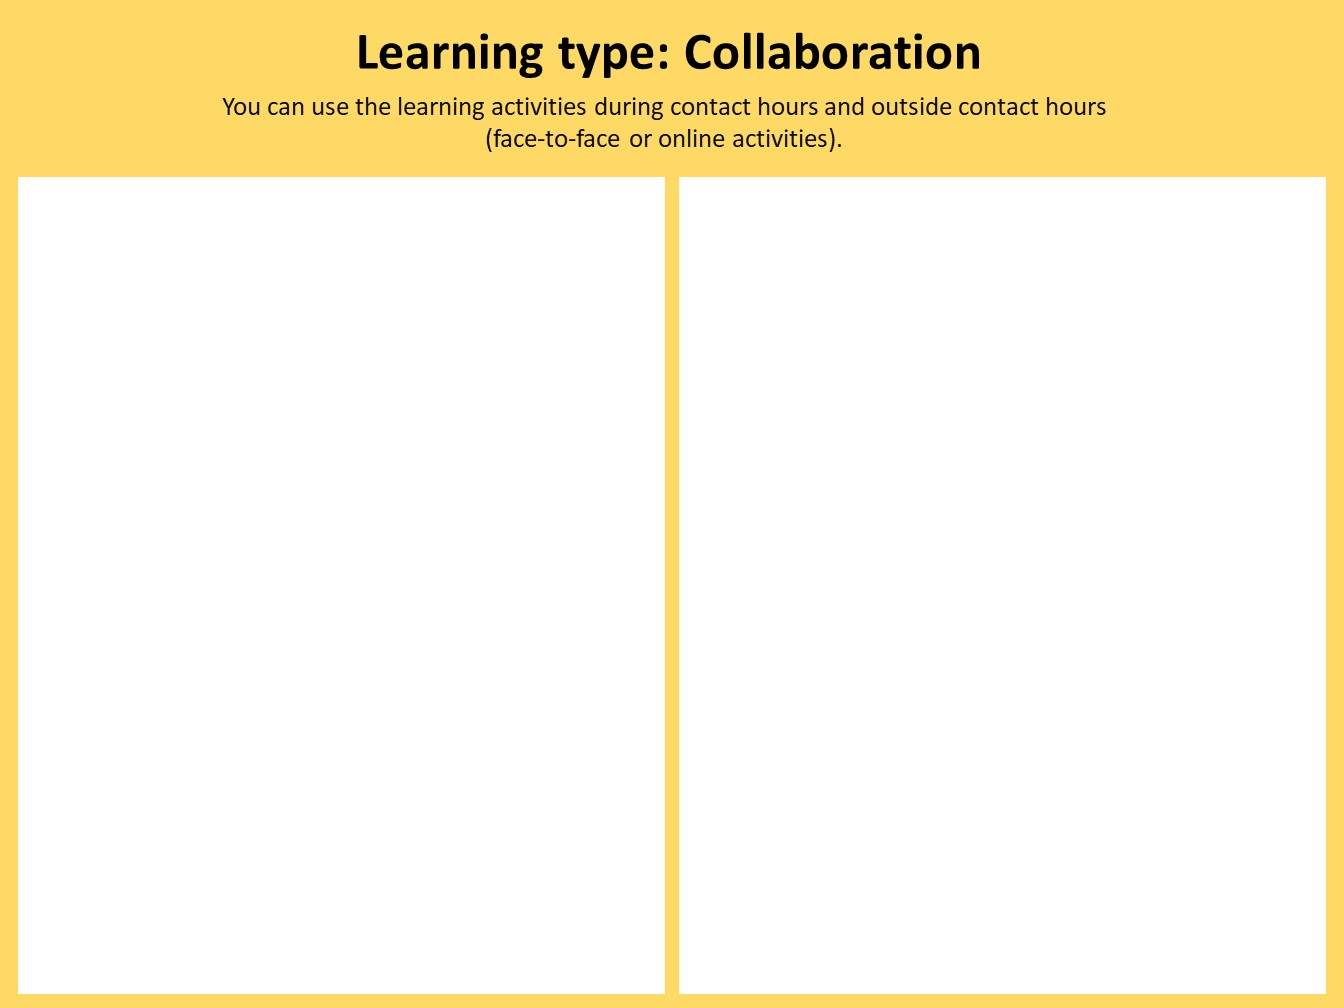 Learning type: Collaboration
You can use the learning activities during contact hours and outside contact hours
(face-to-face or online activities).